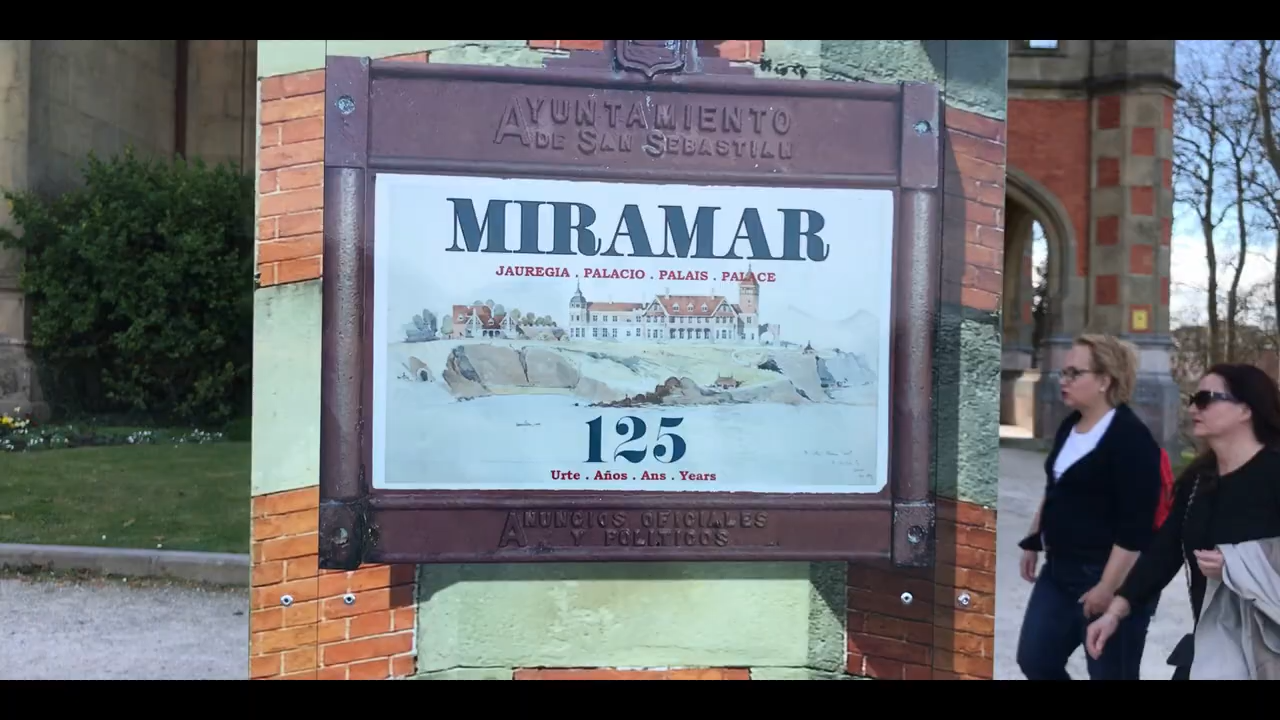 AYUNTAMIENTO
DE SAN SEBASTIAN
MIRAMAR
JAUREGIA . PALACIO . PALAIS . PALACE
125
Urte . Años . Ans . Years
ANUNCIOS OFICIALES
Y POLITICOS